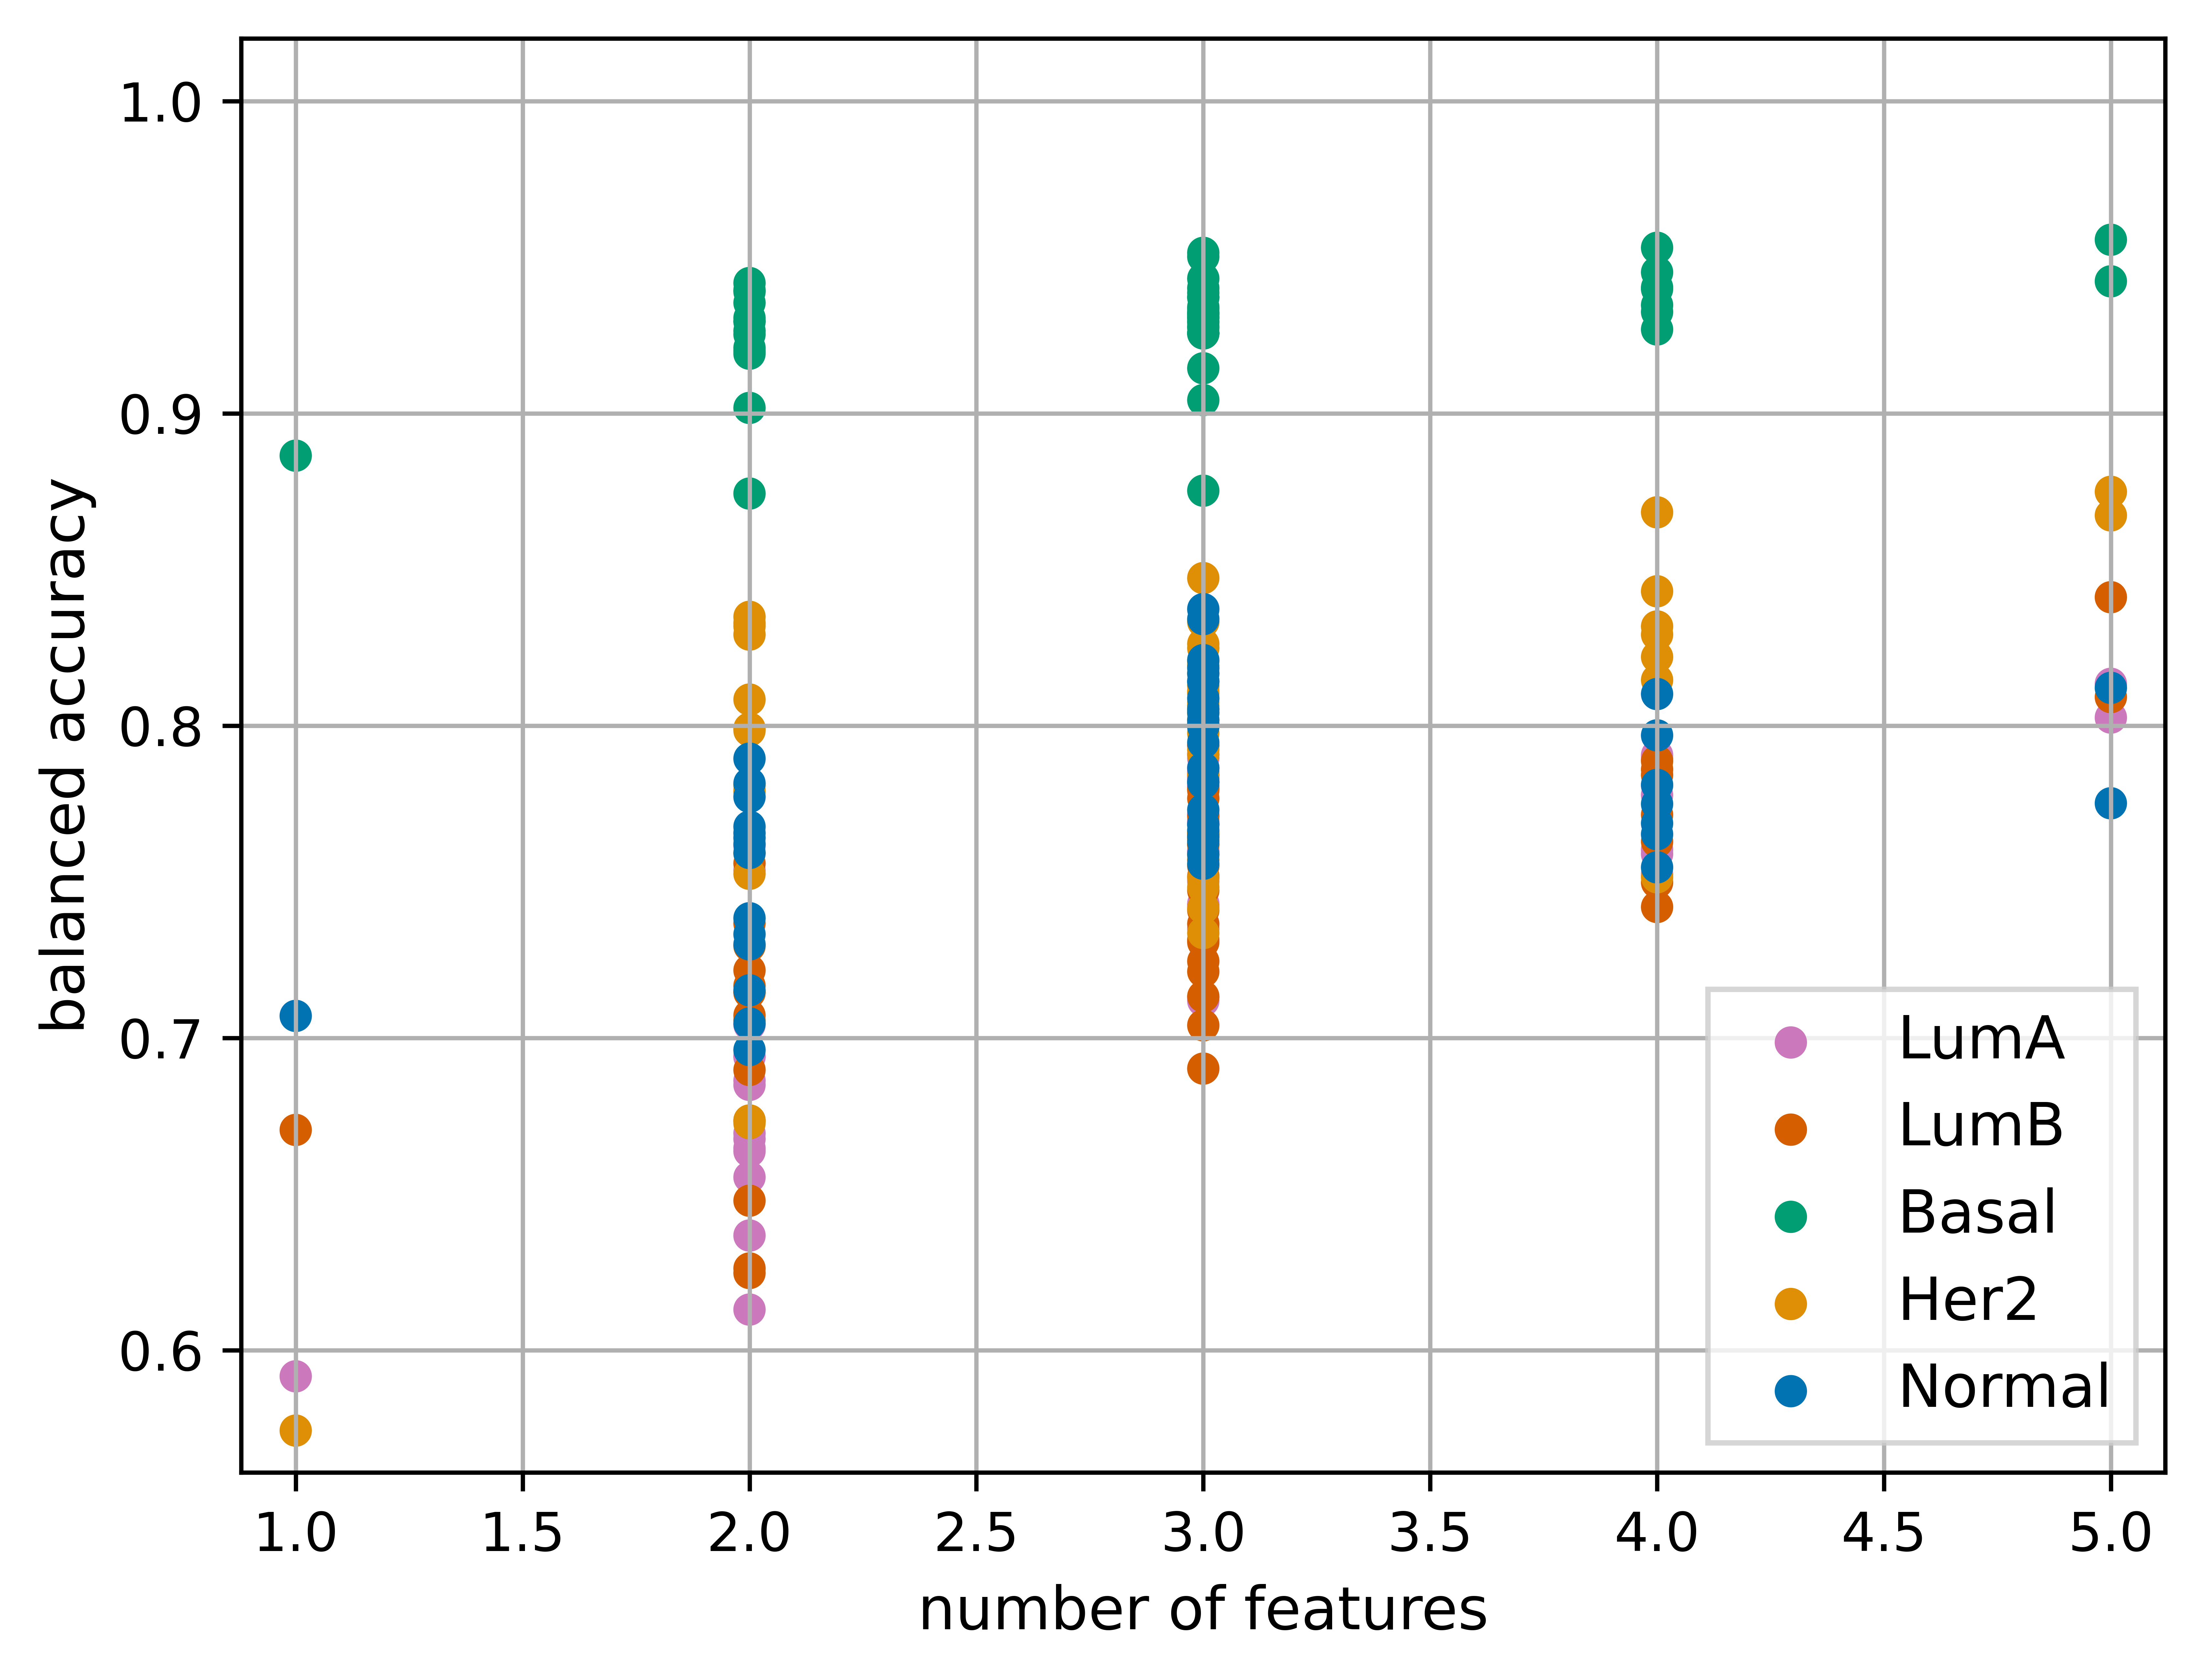 1.0
0.9
0.8
0.7
0.6
balanced accuracy
LumA
LumB
Basal
Her2
Normal
1.0 1.5 2.0 2.5 3.0 3.5 4.0 4.5 5.0
number of features